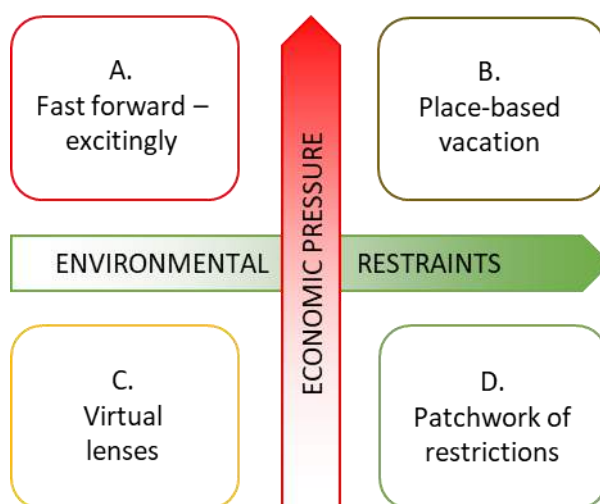 A.
Fast forward –
excitingly
B.
Place-based
vacation
ECONOMIC PRESSURE
ENVIRONMENTAL RESTRAINTS
C.
Virtual
lenses
D.
Patchwork of
restrictions